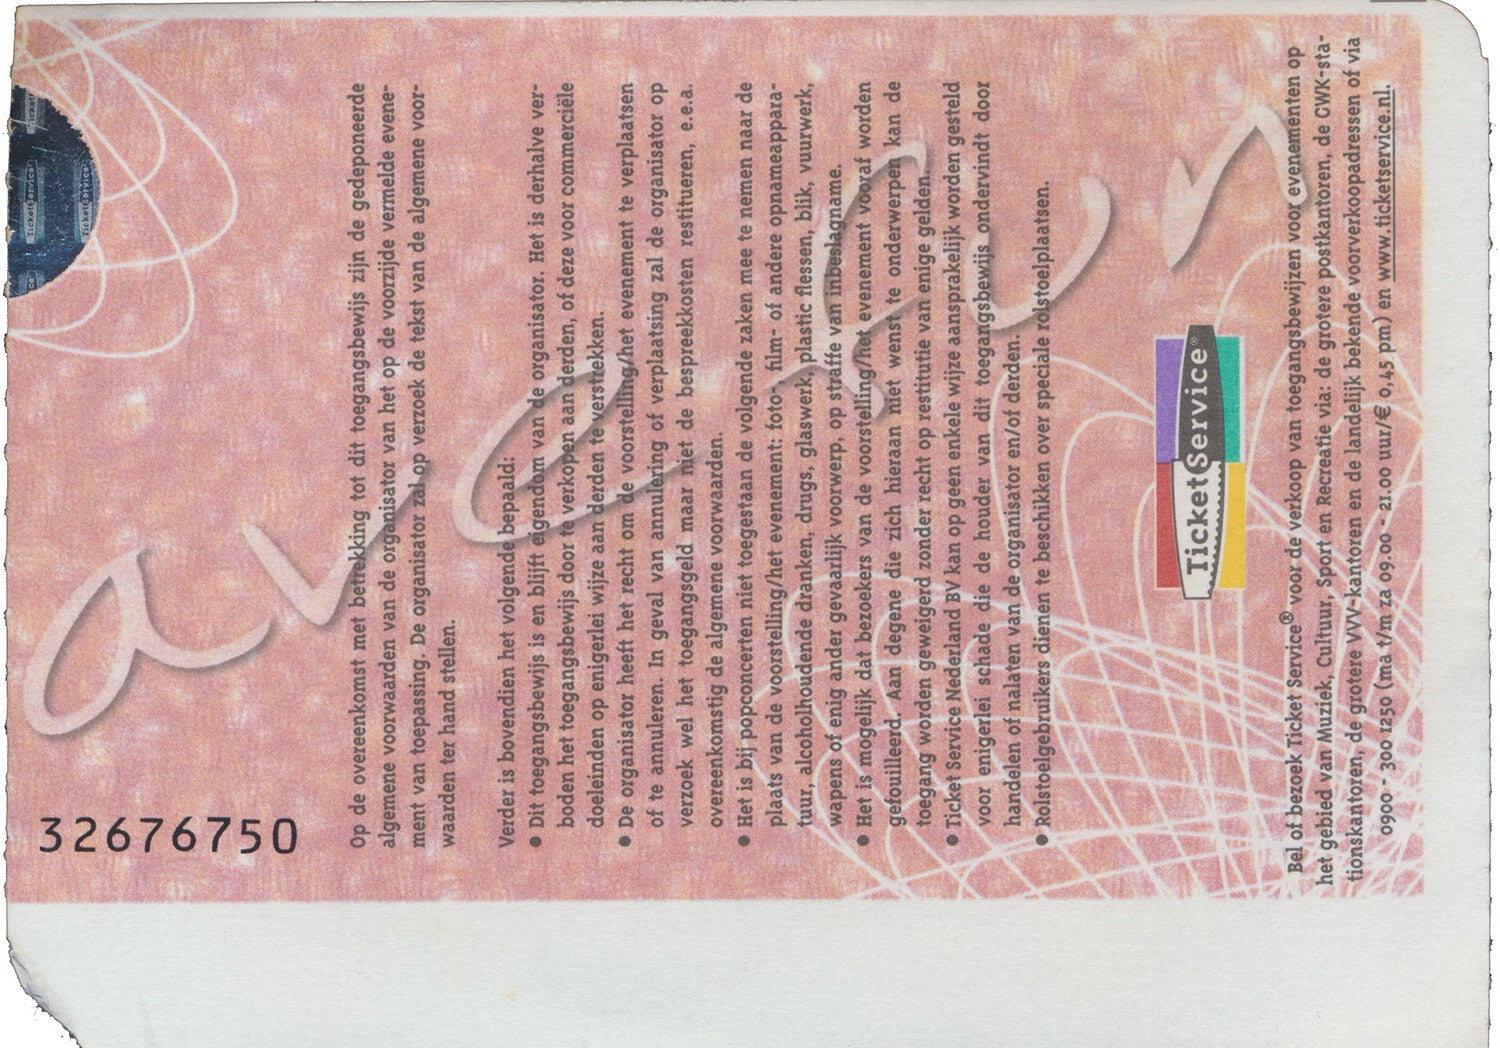 32676750
op de overeenkomst met betrekking tot dit toegangsbewijs zijn de gedeponeerde
algemene voorwaarden van de organisator van het op de voorzijde vermelde evene-
ment van toepassing. De organisator zal op verzoek de tekst van de algemene voor-
waarden ter hand stellen.
Verder is bovendien het volgende bepaald:
● Dit toegangsbewijs is en blijft eigendom van de organisator. Het is derhalve ver-
boden het toegangsbewijs door te verkopen aan derden, of deze voor commerciële
doeleinden op enigerlei wijze aan derden te verstrekken.
● De organisator heeft het recht om de voorstelling/het evenement te verplaatsen
of te annuleren. In geval van annulering of verplaatsing zal de organisator op
verzoek wel het toegangsgeld maar niet de bespreekkosten restitueren, e.e.a.
overeenkomstig de algemene voorwaarden.
● Het is bij popconcerten niet toegestaan de volgende zaken mee te nemen naar de
plaats van de voorstelling/het evenement: foto-, film- of andere opnameappara-
tuur, alcoholhoudende dranken, drugs, glaswerk, plastic flessen, blik, vuurwerk,
wapens of enig ander gevaarlijk voorwerp, op straffe van inbeslagname.
● Het is mogelijk dat bezoekers van de voorstelling/het evenement vooraf worden
gefouilleerd. Aan degene die zich hieraan niet wenst te onderwerpen kan de
toegang worden geweigerd zonder recht op restitutie van enige gelden.
● Ticket Service Nederland BV kan op geen enkele wijze aansprakelijk worden gesteld
voor enigerlei schade die de houder van dit toegangsbewijs ondervindt door
handelen of nalaten van de organisator en/of derden.
● Rolstoelgebruikers dienen te beschikken over speciale rolstoelplaatsen.
Ticket Service®
Bel of bezoek Ticket Service® voor de verkoop van toegangsbewijzen voor evenementen op
het gebied van Muziek, Cultuur, Sport en Recreatie via: de grotere postkantoren, de CWK-sta-
tionskantoren, de grotere VVV-kantoren en de landelijk bekende voorverkoopadressen of via
0900 - 300 1250 (ma t/m za 09.00 - 21.00 uur/€ 0,45 pm) en www.ticketservice.nl.
ave fun
TicketService
TicketService